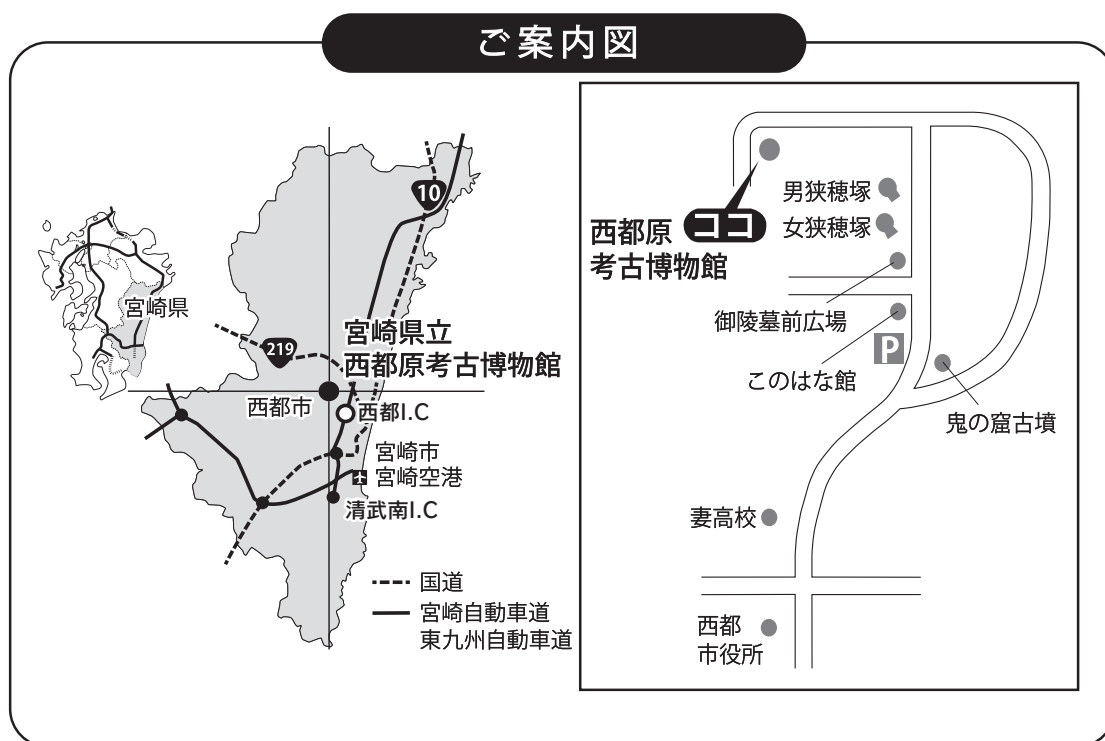 ご案内図
10
宮崎県
219
宮崎県立
西都原考古博物館
西都市
西都I.C
宮崎市
宮崎空港
清武南I.C
国道
宮崎自動車道
東九州自動車道
男狭穂塚
女狭穂塚
西都原
考古博物館
ココ
御陵墓前広場
P
このはな館
鬼の窟古墳
妻高校
西都
市役所